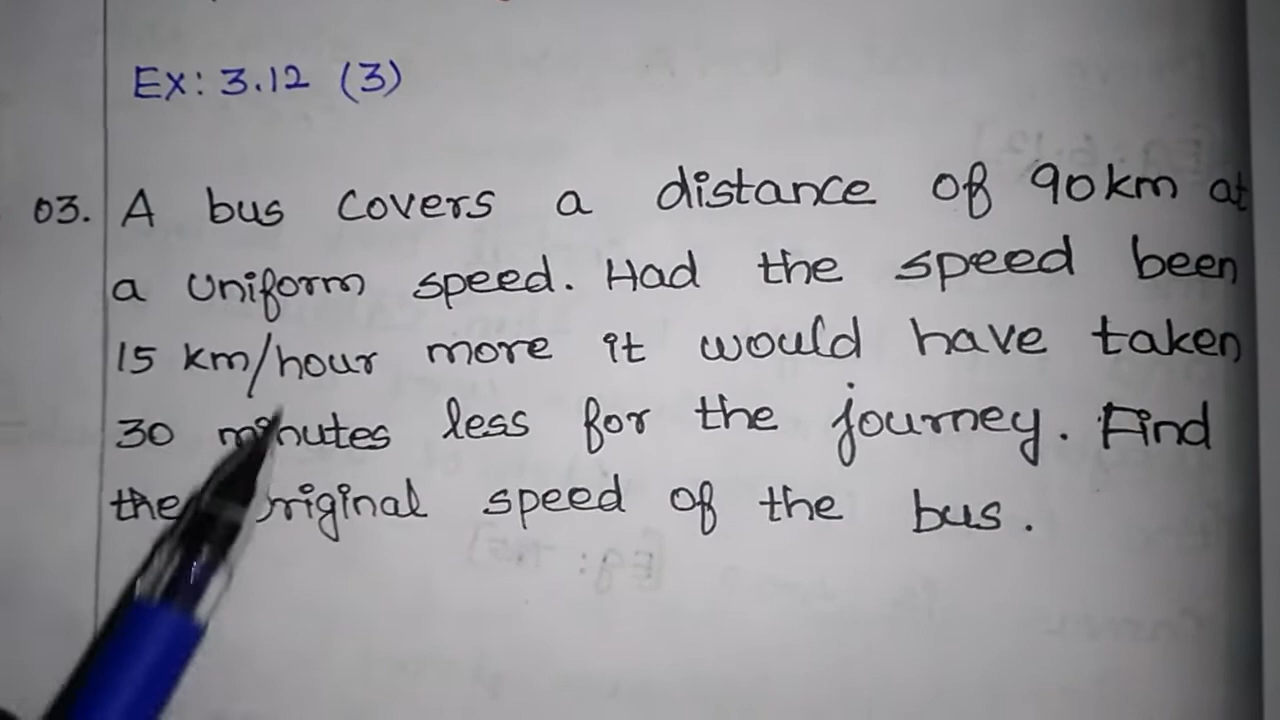 Ex: 3.12 (3)
03. A bus covers a distance of 90km at
a uniform speed. Had the speed been
15 km/hour more it would have taken
30 minutes less for the journey. Find
the original speed of the bus.